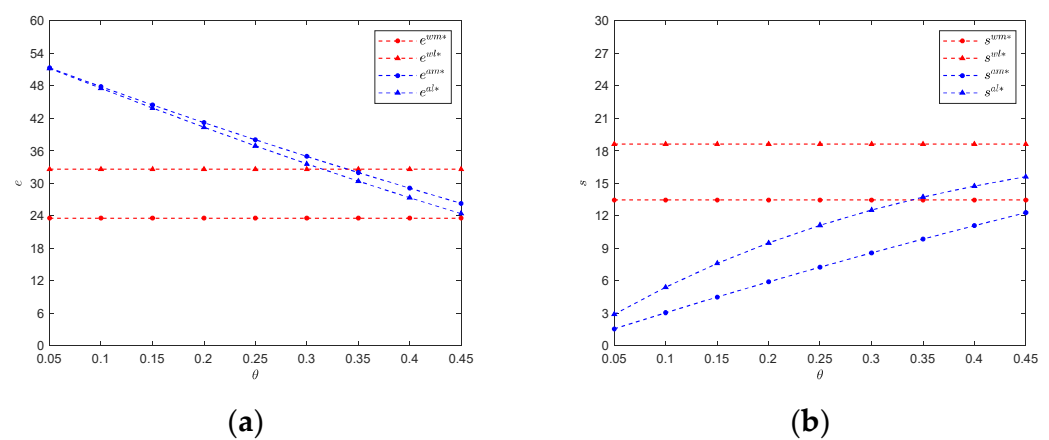 60
54
48
42
36
30
24
18
12
6
0
e
0.05 0.1 0.15 0.2 0.25 0.3 0.35 0.4 0.45
θ
e^{wm*}
e^{wl*}
e^{am*}
e^{al*}
(a)
30
27
24
21
18
15
12
9
6
3
0
s
0.05 0.1 0.15 0.2 0.25 0.3 0.35 0.4 0.45
θ
s^{wm*}
s^{wl*}
s^{am*}
s^{al*}
(b)